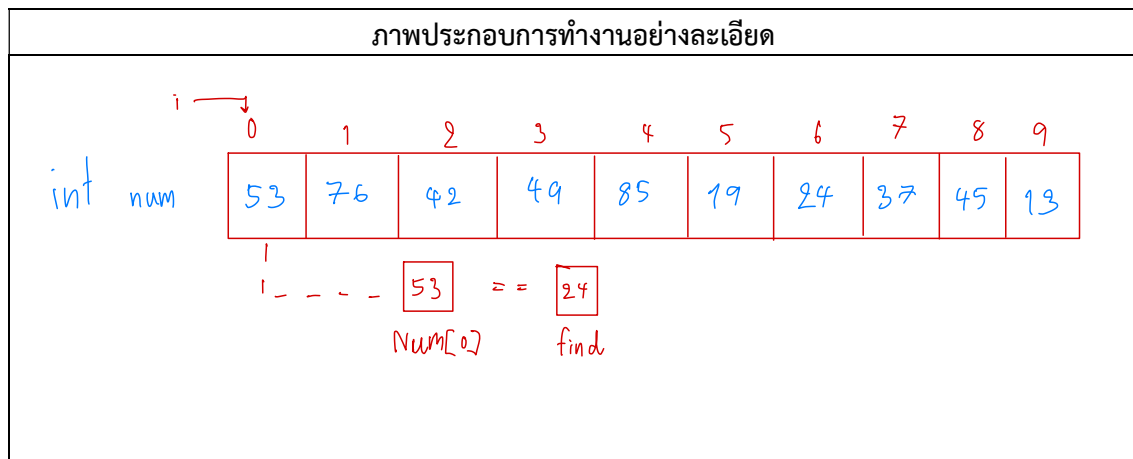 ภาพประกอบการทำงานอย่างละเอียด
i
0 1 2 3 4 5 6 7 8 9
int num 53 76 42 49 85 19 24 37 45 13
53 == 24
Num[0] find